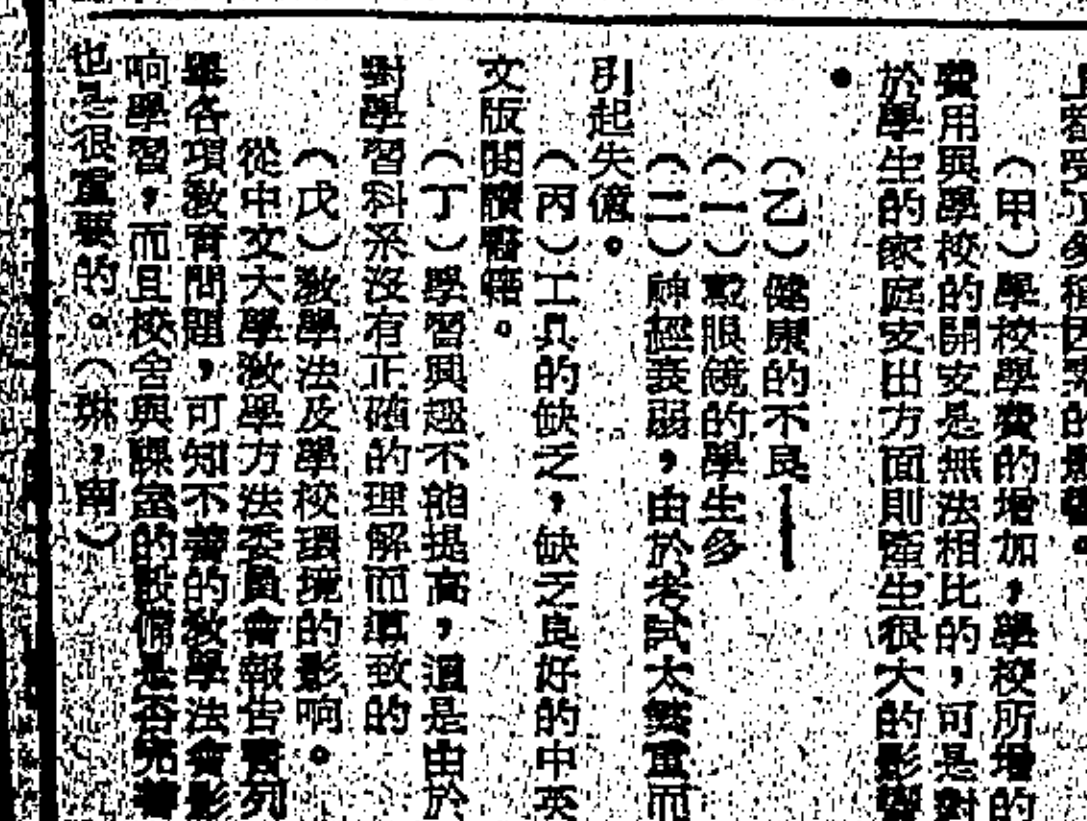 上都受了多種因素的影響。
（甲）學校學費的增加，學校所增的
費用與學校的開支是無法相比的，可是對
於學生的家庭支出方面則產生很大的影響
。
（乙）健康的不良——
（一）戴眼鏡的學生多
（二）神經衰弱，由於考試太繁重而
引起失億。
（丙）工具的缺乏，缺乏良好的中英
文版閱讀書籍。
（丁）學習興趣不能提高，這是由於
對學習科系沒有正確的理解而導致的
（戊）教學法及學校環境的影响。
從中文大學教學方法委員會報告書列
舉各項教育問題，可知不善的教學法會影
响學習，而且校舍與課室的設備是否完善
也是很重要的。（琳，南）